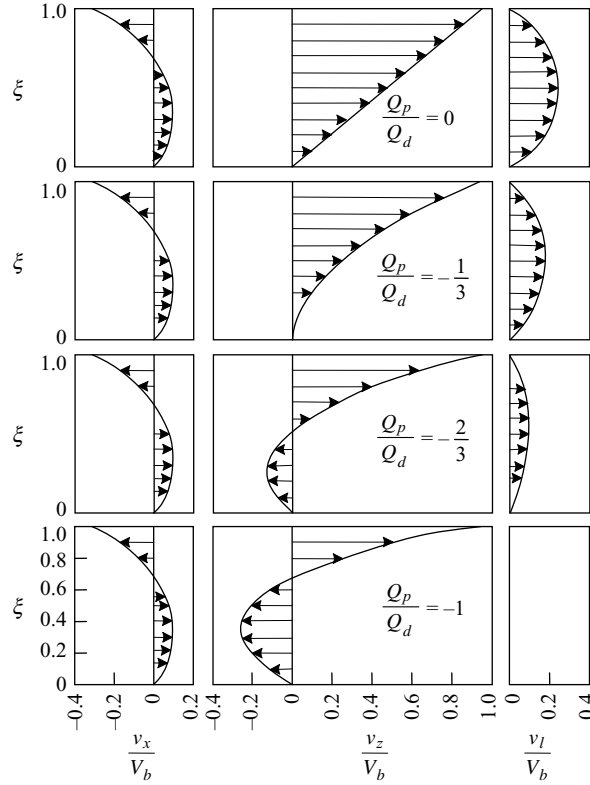 1.0
ξ
0
Q_p/Q_d = 0
1.0
ξ
0
Q_p/Q_d = −1/3
1.0
ξ
0
Q_p/Q_d = −2/3
1.0
0.8
0.6
ξ
0.4
0.2
0
Q_p/Q_d = −1
−0.4 −0.2 0 0.2 −0.4 −0.2 0 0.2 0.4 0.6 0.8 1.0 0 0.2
v_x/V_b v_z/V_b v_l/V_b